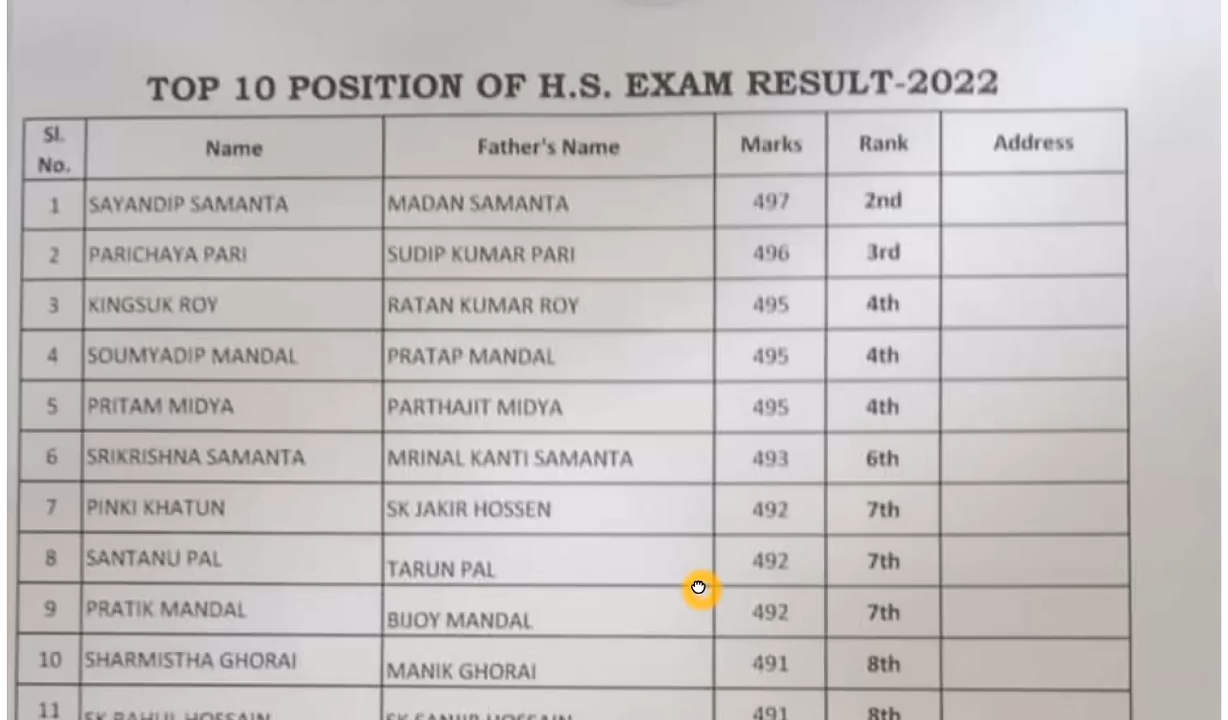 TOP 10 POSITION OF H.S. EXAM RESULT-2022
Sl. No. Name Father's Name Marks Rank Address
1 SAYANDIP SAMANTA MADAN SAMANTA 497 2nd
2 PARICHAYA PARI SUDIP KUMAR PARI 496 3rd
3 KINGSUK ROY RATAN KUMAR ROY 495 4th
4 SOUMYADIP MANDAL PRATAP MANDAL 495 4th
5 PRITAM MIDYA PARTHAJIT MIDYA 495 4th
6 SRIKRISHNA SAMANTA MRINAL KANTI SAMANTA 493 6th
7 PINKI KHATUN SK JAKIR HOSSEN 492 7th
8 SANTANU PAL TARUN PAL 492 7th
9 PRATIK MANDAL BIJOY MANDAL 492 7th
10 SHARMISTHA GHORAI MANIK GHORAI 491 8th
11 SK RAHUL HOSSAIN SK 491 8th